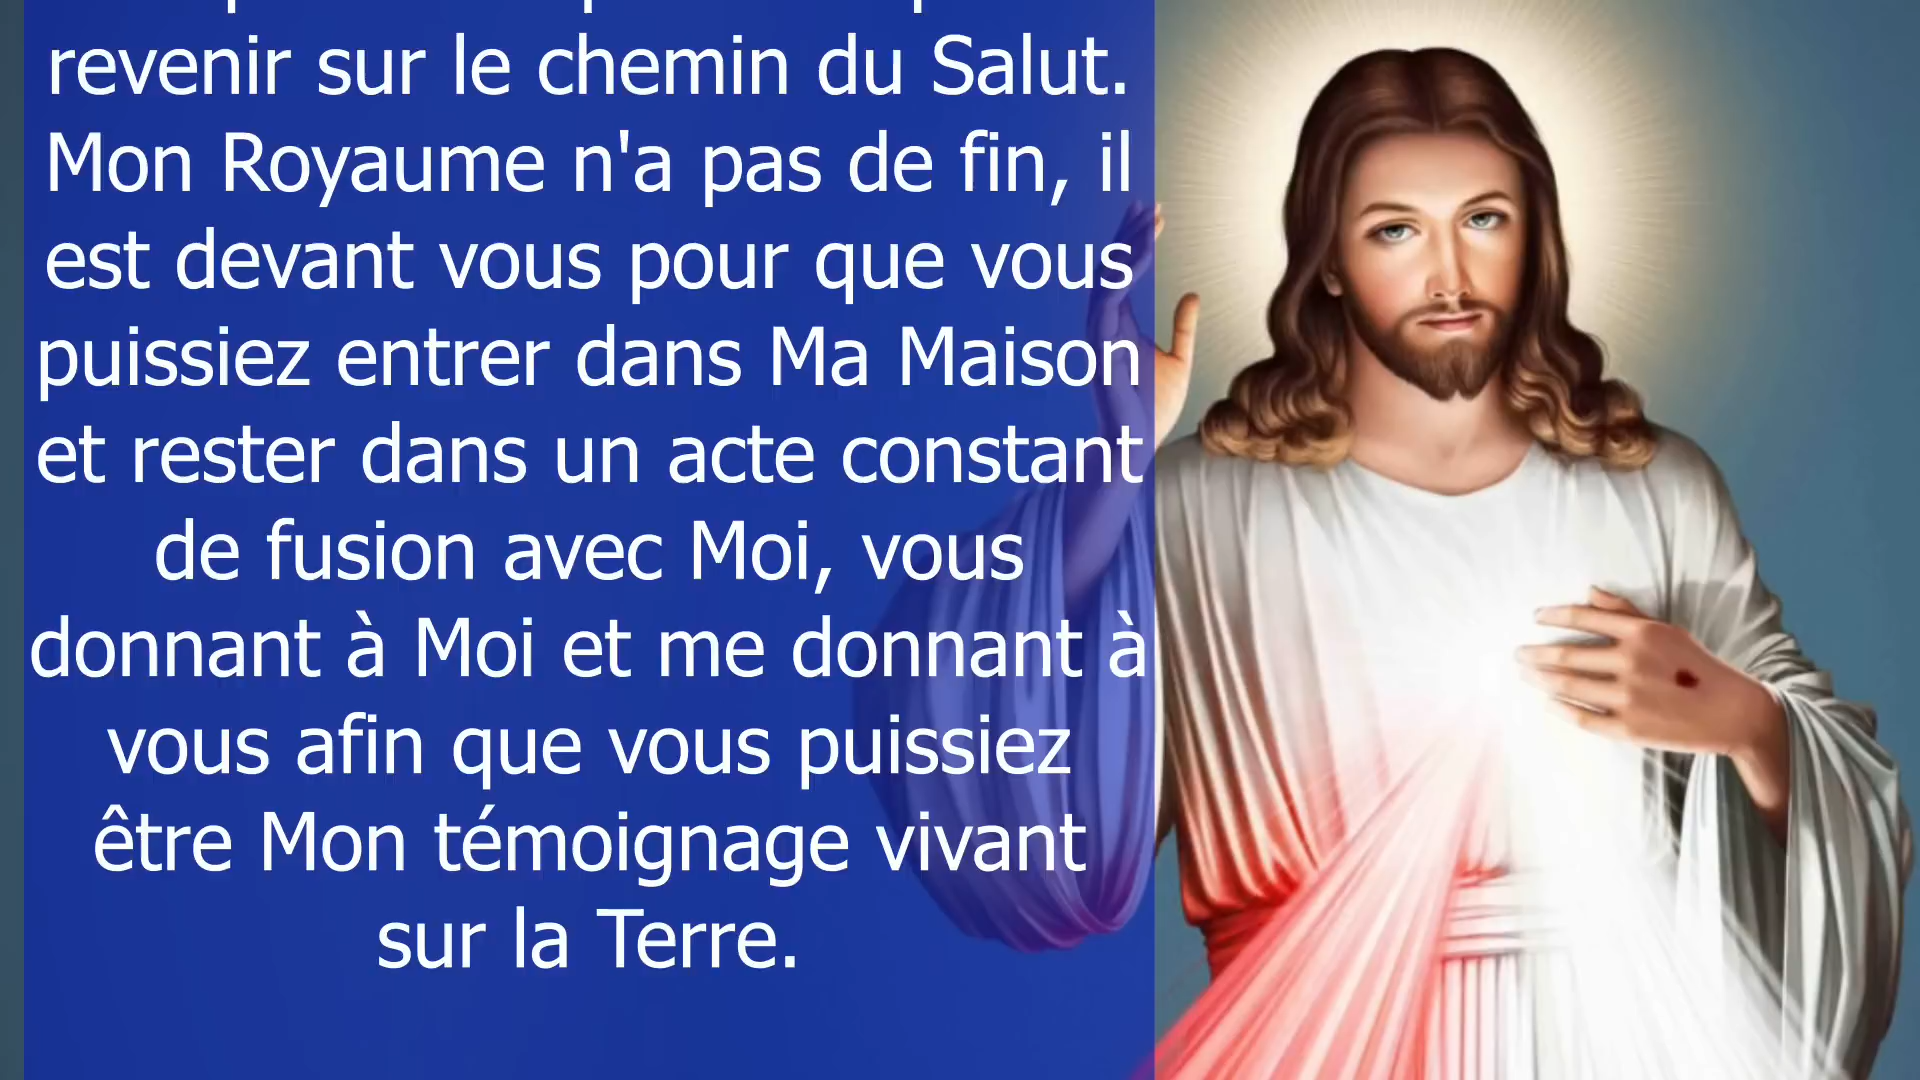 revenir sur le chemin du Salut.
Mon Royaume n'a pas de fin, il
est devant vous pour que vous
puissiez entrer dans Ma Maison
et rester dans un acte constant
de fusion avec Moi, vous
donnant à Moi et me donnant à
vous afin que vous puissiez
être Mon témoignage vivant
sur la Terre.